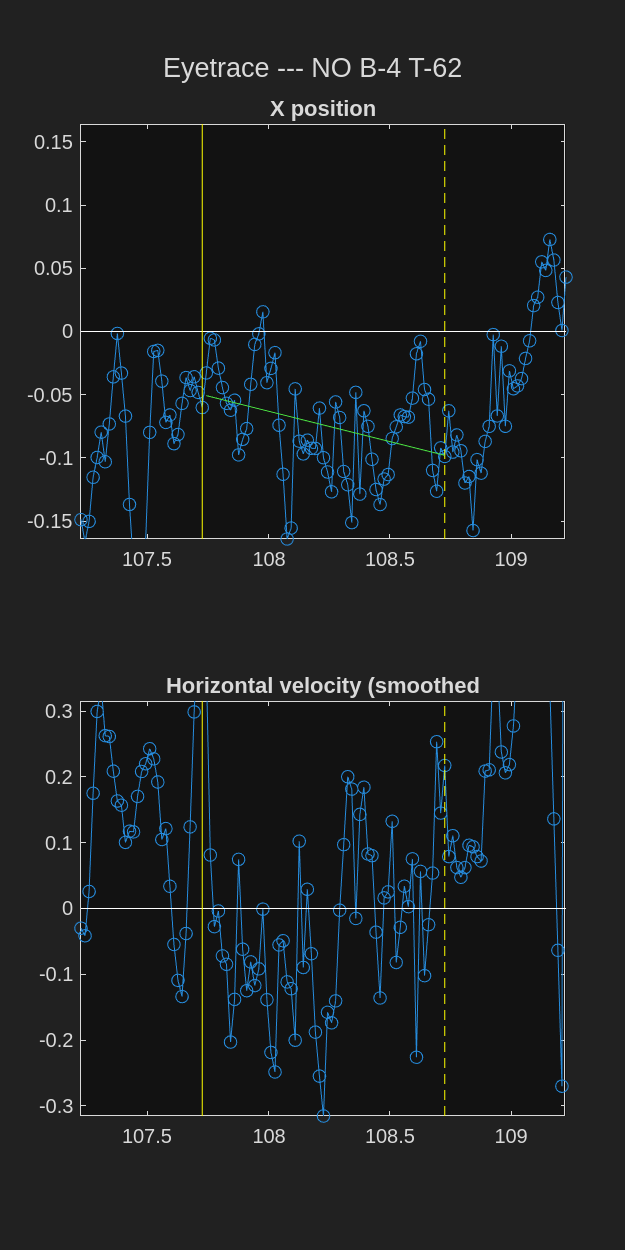 Eyetrace --- NO B-4 T-62
X position
0.15
0.1
0.05
0
-0.05
-0.1
-0.15
107.5 108 108.5 109
Horizontal velocity (smoothed
0.3
0.2
0.1
0
-0.1
-0.2
-0.3
107.5 108 108.5 109